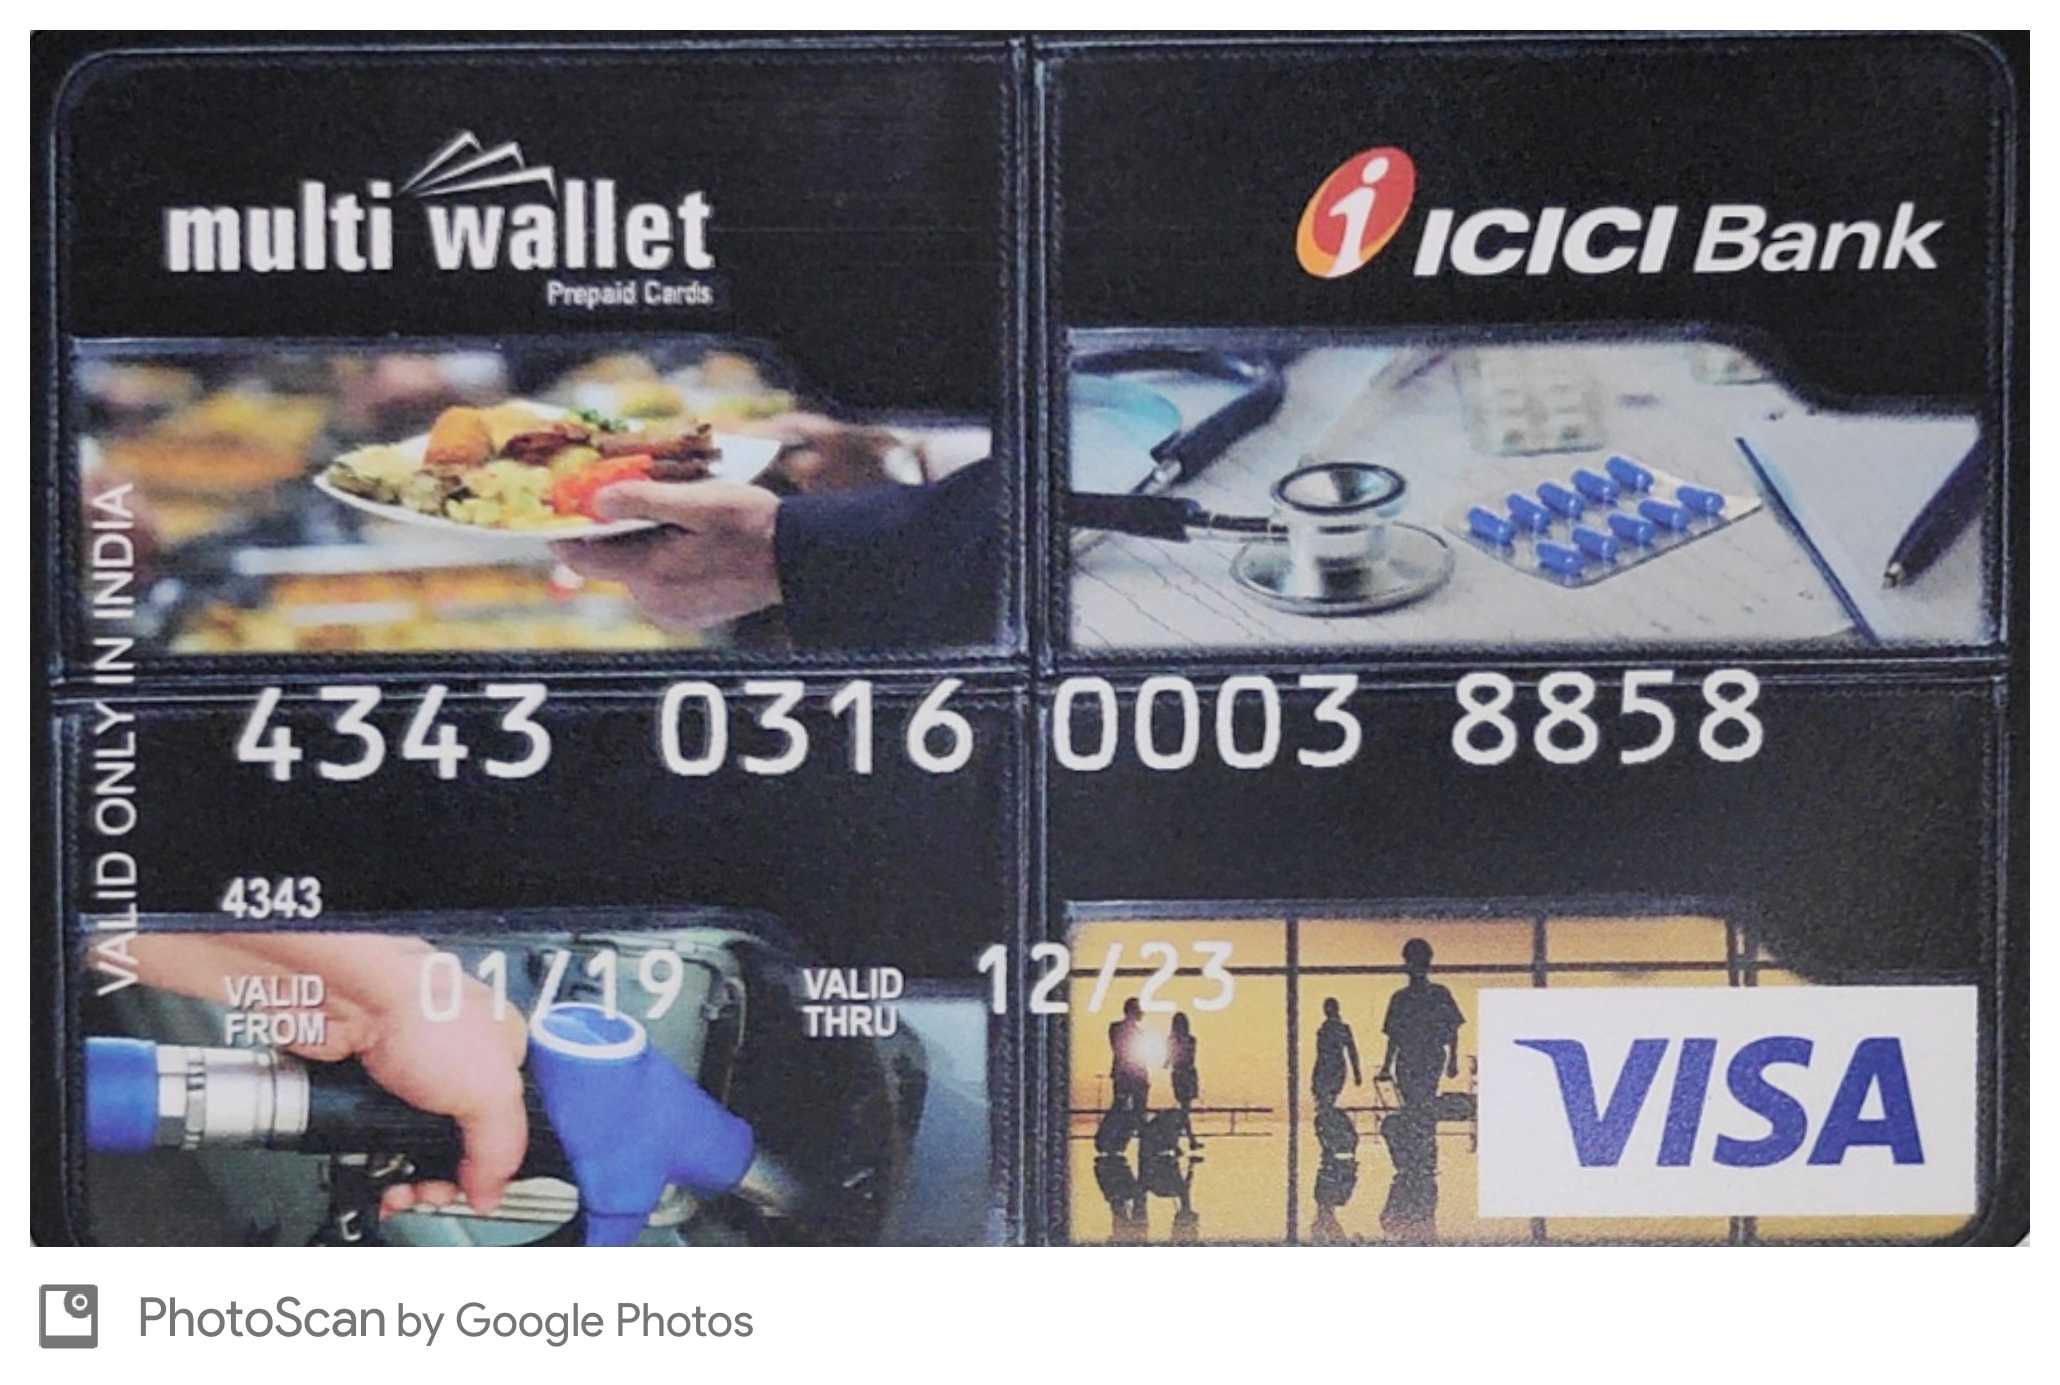 multi wallet
Prepaid Cards
ICICI Bank
VALID ONLY IN INDIA
4343 0316 0003 8858
4343
VALID FROM 01/19 VALID THRU 12/23
VISA
PhotoScan by Google Photos